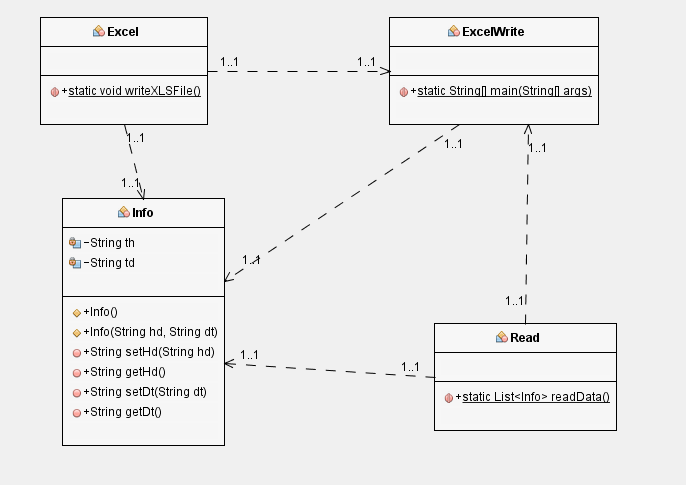 Excel
+static void writeXLSFile()
1..1
1..1
ExcelWrite
+static String[] main(String[] args)
1..1
1..1
1..1
1..1
1..1
1..1
Info
-String th
-String td
+Info()
+Info(String hd, String dt)
+String setHd(String hd)
+String getHd()
+String setDt(String dt)
+String getDt()
1..1
1..1
Read
+static List<Info> readData()